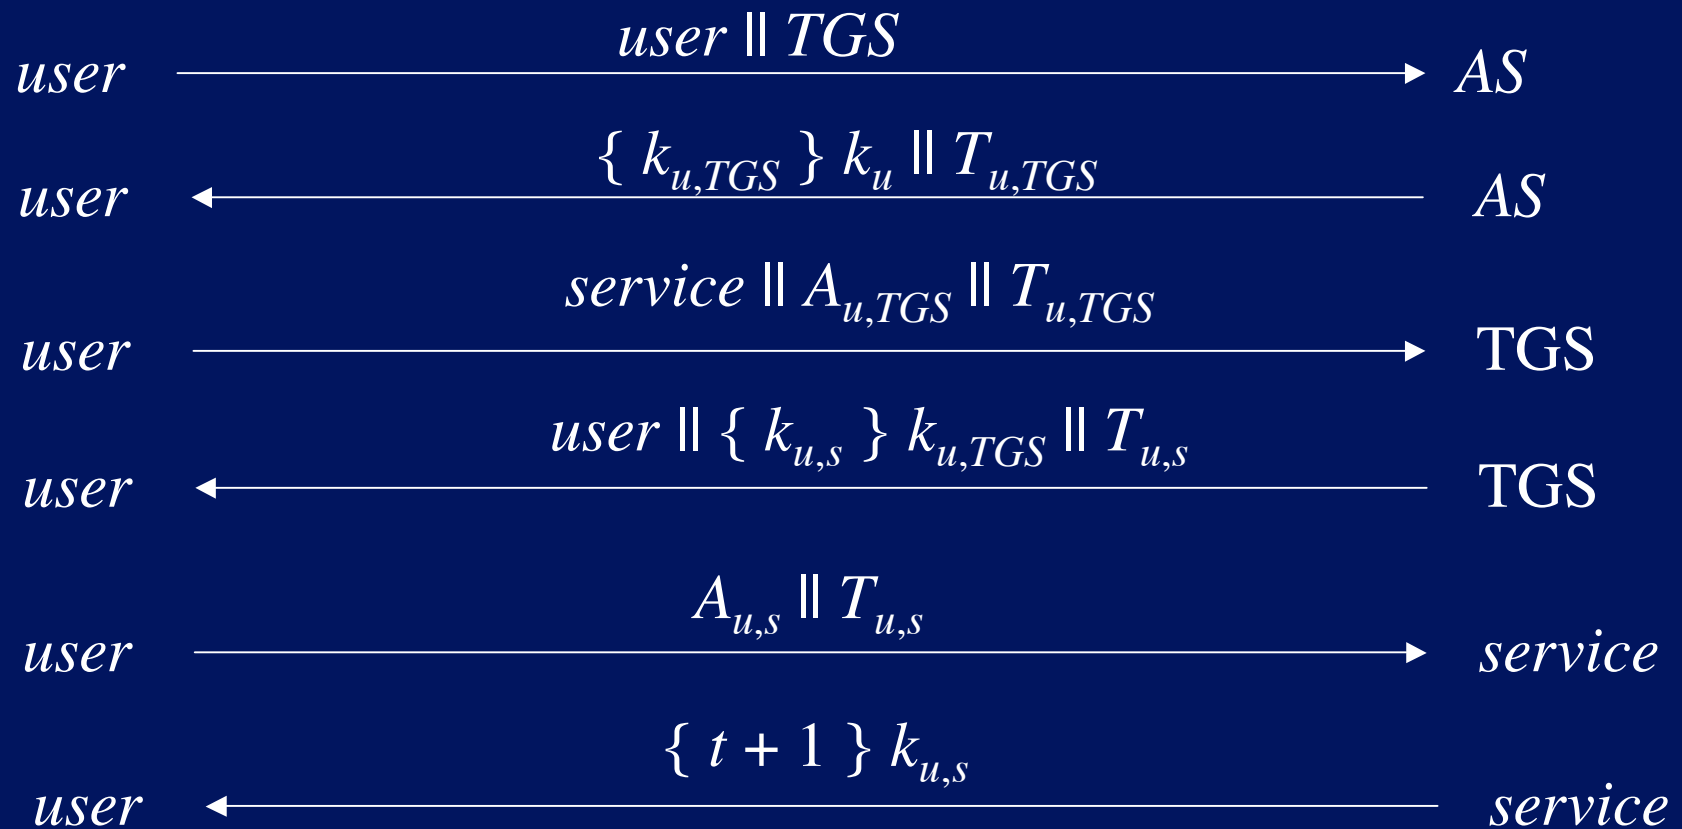 user || TGS
user AS
{ k_{u,TGS} } k_u || T_{u,TGS}
user AS
service || A_{u,TGS} || T_{u,TGS}
user TGS
user || { k_{u,s} } k_{u,TGS} || T_{u,s}
user TGS
A_{u,s} || T_{u,s}
user service
{ t + 1 } k_{u,s}
user service